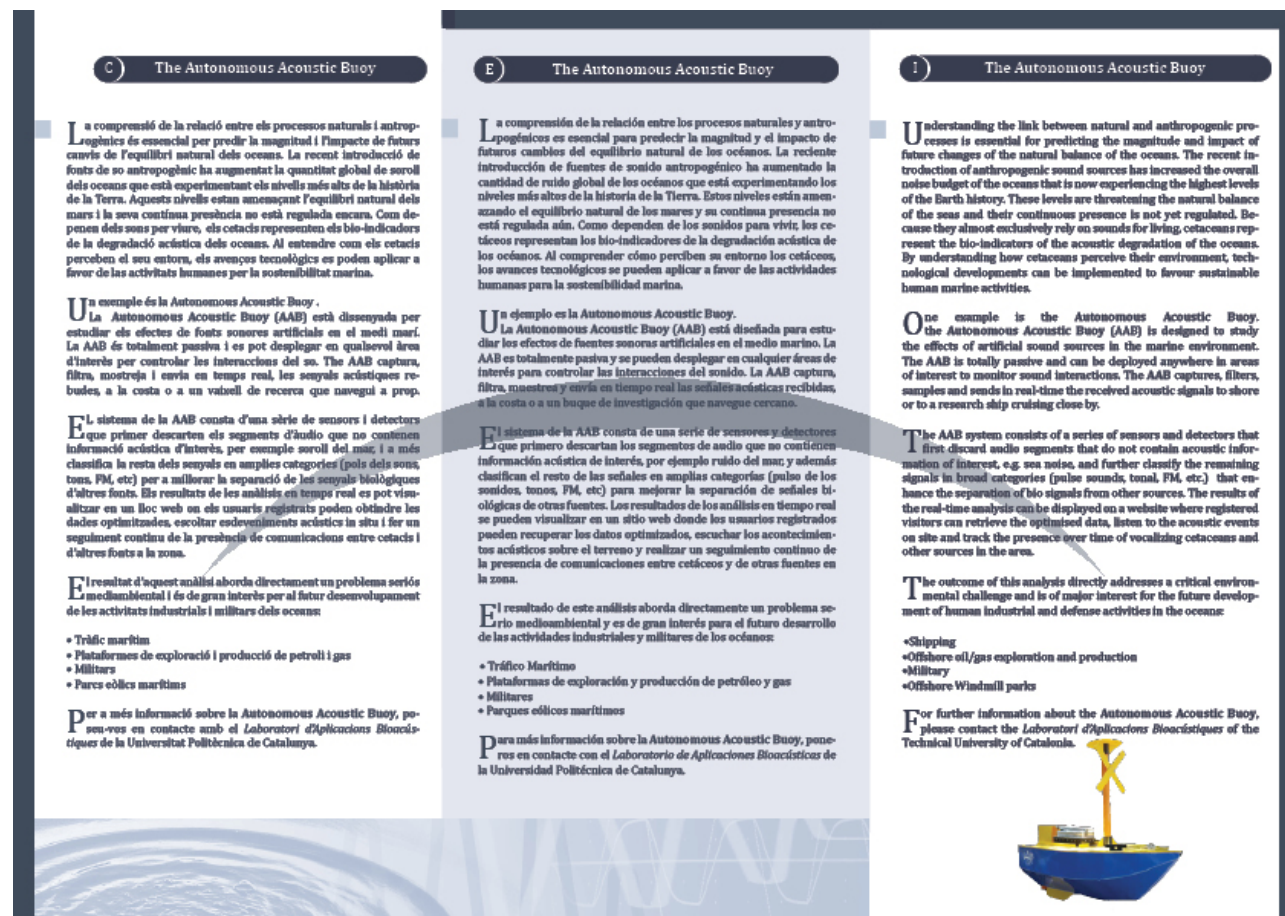 C
The Autonomous Acoustic Buoy
La comprensió de la relació entre els processos naturals i antrop-
ogènics és essencial per predir la magnitud i l'impacte de futurs
canvis de l'equilibri natural dels oceans. La recent introducció de
fonts de so antropogènic ha augmentat la quantitat global de soroll
dels oceans que està experimentant els nivells més alts de la història
de la Terra. Aquests nivells estan amenaçant l'equilibri natural dels
mars i la seva contínua presència no està regulada encara. Com de-
penen dels sons per viure, els cetacis representen els bio-indicadors
de la degradació acústica dels oceans. Al entendre com els cetacis
perceben el seu entorn, els avenços tecnològics es poden aplicar a
favor de las activitats humanes per la sostenibilitat marina.
Un exemple és la Autonomous Acoustic Buoy .
La Autonomous Acoustic Buoy (AAB) està dissenyada per
estudiar els efectes de fonts sonores artificials en el medi marí.
La AAB és totalment passiva i es pot desplegar en qualsevol àrea
d'interès per controlar les interaccions del so. The AAB captura,
filtra, mostreja i envia en temps real, les senyals acústiques re-
budes, a la costa o a un vaixell de recerca que navegui a prop.
EL sistema de la AAB consta d'una sèrie de sensors i detectors
que primer descarten els segments d'àudio que no contenen
informació acústica d'interès, per exemple soroll del mar, i a més
classifica la resta dels senyals en amplies categories (pols dels sons,
tons, FM, etc) per a millorar la separació de les senyals biològiques
d'altres fonts. Els resultats de les anàlisis en temps real es pot visu-
alitzar en un lloc web on els usuaris registrats poden obtindre les
dades optimitzades, escoltar esdeveniments acústics in situ i fer un
seguiment continu de la presència de comunicacions entre cetacis i
d'altres fonts a la zona.
El resultat d'aquest anàlisi aborda directament un problema seriós
mediambiental i és de gran interès per al futur desenvolupament
de les activitats industrials i militars dels oceans:
• Tràfic marítim
• Plataformes de exploració i producció de petroli i gas
• Militars
• Parcs eòlics marítims
Per a més informació sobre la Autonomous Acoustic Buoy, po-
seu-vos en contacte amb el Laboratori d'Aplicacions Bioacús-
tiques de la Universitat Politècnica de Catalunya.
E
The Autonomous Acoustic Buoy
La comprensión de la relación entre los procesos naturales y antro-
pogénicos es esencial para predecir la magnitud y el impacto de
futuros cambios del equilibrio natural de los océanos. La reciente
introducción de fuentes de sonido antropogénico ha aumentado la
cantidad de ruido global de los océanos que está experimentando los
niveles más altos de la historia de la Tierra. Estos niveles están amen-
azando el equilibrio natural de los mares y su continua presencia no
está regulada aún. Como dependen de los sonidos para vivir, los ce-
táceos representan los bio-indicadores de la degradación acústica de
los océanos. Al comprender cómo perciben su entorno los cetáceos,
los avances tecnológicos se pueden aplicar a favor de las actividades
humanas para la sostenibilidad marina.
Un ejemplo es la Autonomous Acoustic Buoy.
La Autonomous Acoustic Buoy (AAB) está diseñada para estu-
diar los efectos de fuentes sonoras artificiales en el medio marino. La
AAB es totalmente pasiva y se pueden desplegar en cualquier áreas de
interés para controlar las interacciones del sonido. La AAB captura,
filtra, muestrea y envía en tiempo real las señales acústicas recibidas,
a la costa o a un buque de investigación que navegue cercano.
El sistema de la AAB consta de una serie de sensores y detectores
que primero descartan los segmentos de audio que no contienen
información acústica de interés, por ejemplo ruido del mar, y además
clasifican el resto de las señales en amplias categorías (pulso de los
sonidos, tonos, FM, etc) para mejorar la separación de señales bi-
ológicas de otras fuentes. Los resultados de los análisis en tiempo real
se pueden visualizar en un sitio web donde los usuarios registrados
pueden recuperar los datos optimizados, escuchar los acontecimien-
tos acústicos sobre el terreno y realizar un seguimiento continuo de
la presencia de comunicaciones entre cetáceos y de otras fuentes en
la zona.
El resultado de este análisis aborda directamente un problema se-
rio medioambiental y es de gran interés para el futuro desarrollo
de las actividades industriales y militares de los océanos:
• Tráfico Marítimo
• Plataformas de exploración y producción de petróleo y gas
• Militares
• Parques eólicos marítimos
Para más información sobre la Autonomous Acoustic Buoy, pone-
ros en contacte con el Laboratorio de Aplicaciones Bioacústicas de
la Universidad Politécnica de Catalunya.
I
The Autonomous Acoustic Buoy
Understanding the link between natural and anthropogenic pro-
cesses is essential for predicting the magnitude and impact of
future changes of the natural balance of the oceans. The recent in-
troduction of anthropogenic sound sources has increased the overall
noise budget of the oceans that is now experiencing the highest levels
of the Earth history. These levels are threatening the natural balance
of the seas and their continuous presence is not yet regulated. Be-
cause they almost exclusively rely on sounds for living, cetaceans rep-
resent the bio-indicators of the acoustic degradation of the oceans.
By understanding how cetaceans perceive their environment, tech-
nological developments can be implemented to favour sustainable
human marine activities.
One example is the Autonomous Acoustic Buoy.
the Autonomous Acoustic Buoy (AAB) is designed to study
the effects of artificial sound sources in the marine environment.
The AAB is totally passive and can be deployed anywhere in areas
of interest to monitor sound interactions. The AAB captures, filters,
samples and sends in real-time the received acoustic signals to shore
or to a research ship cruising close by.
The AAB system consists of a series of sensors and detectors that
first discard audio segments that do not contain acoustic infor-
mation of interest, e.g. sea noise, and further classify the remaining
signals in broad categories (pulse sounds, tonal, FM, etc.) that en-
hance the separation of bio signals from other sources. The results of
the real-time analysis can be displayed on a website where registered
visitors can retrieve the optimised data, listen to the acoustic events
on site and track the presence over time of vocalizing cetaceans and
other sources in the area.
The outcome of this analysis directly addresses a critical environ-
mental challenge and is of major interest for the future develop-
ment of human industrial and defense activities in the oceans:
•Shipping
•Offshore oil/gas exploration and production
•Military
•Offshore Windmill parks
For further information about the Autonomous Acoustic Buoy,
please contact the Laboratori d'Aplicacions Bioacústiques of the
Technical University of Catalonia.